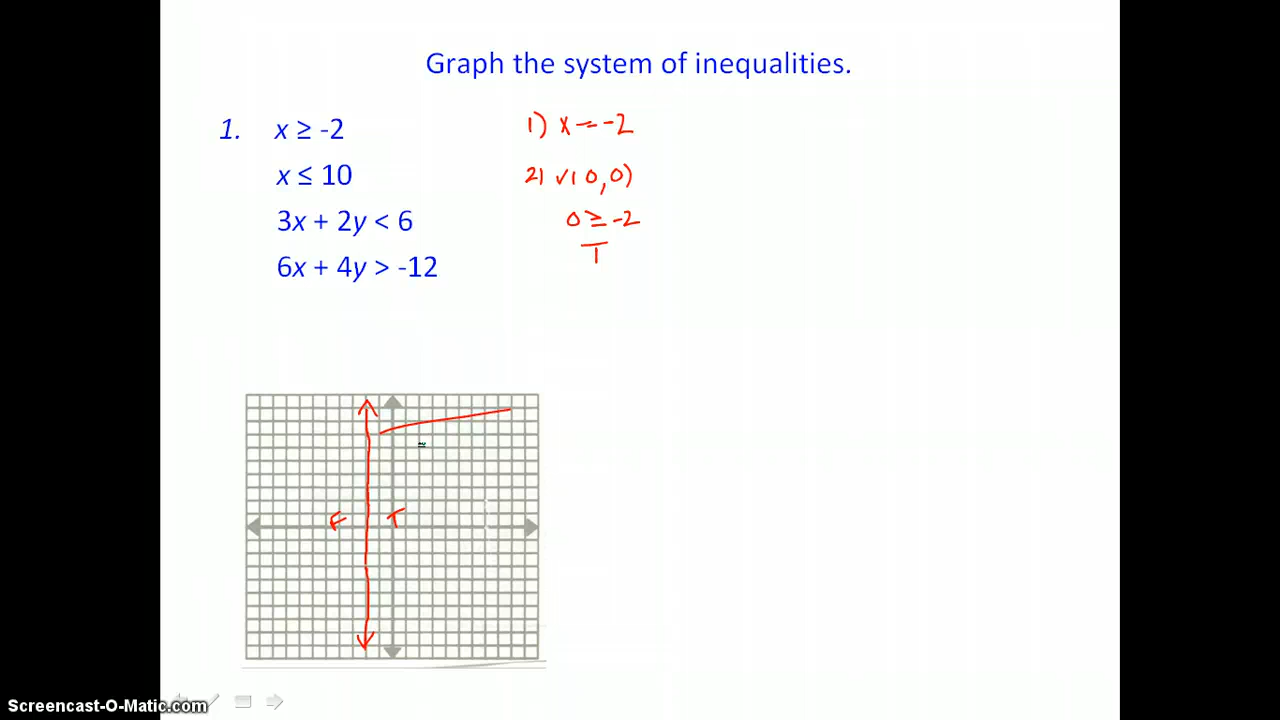 Graph the system of inequalities.
1. x ≥ -2
x ≤ 10
3x + 2y < 6
6x + 4y > -12
1) x = -2
2) √( 0, 0)
0 ≥ -2
T
F T
Screencast-O-Matic.com